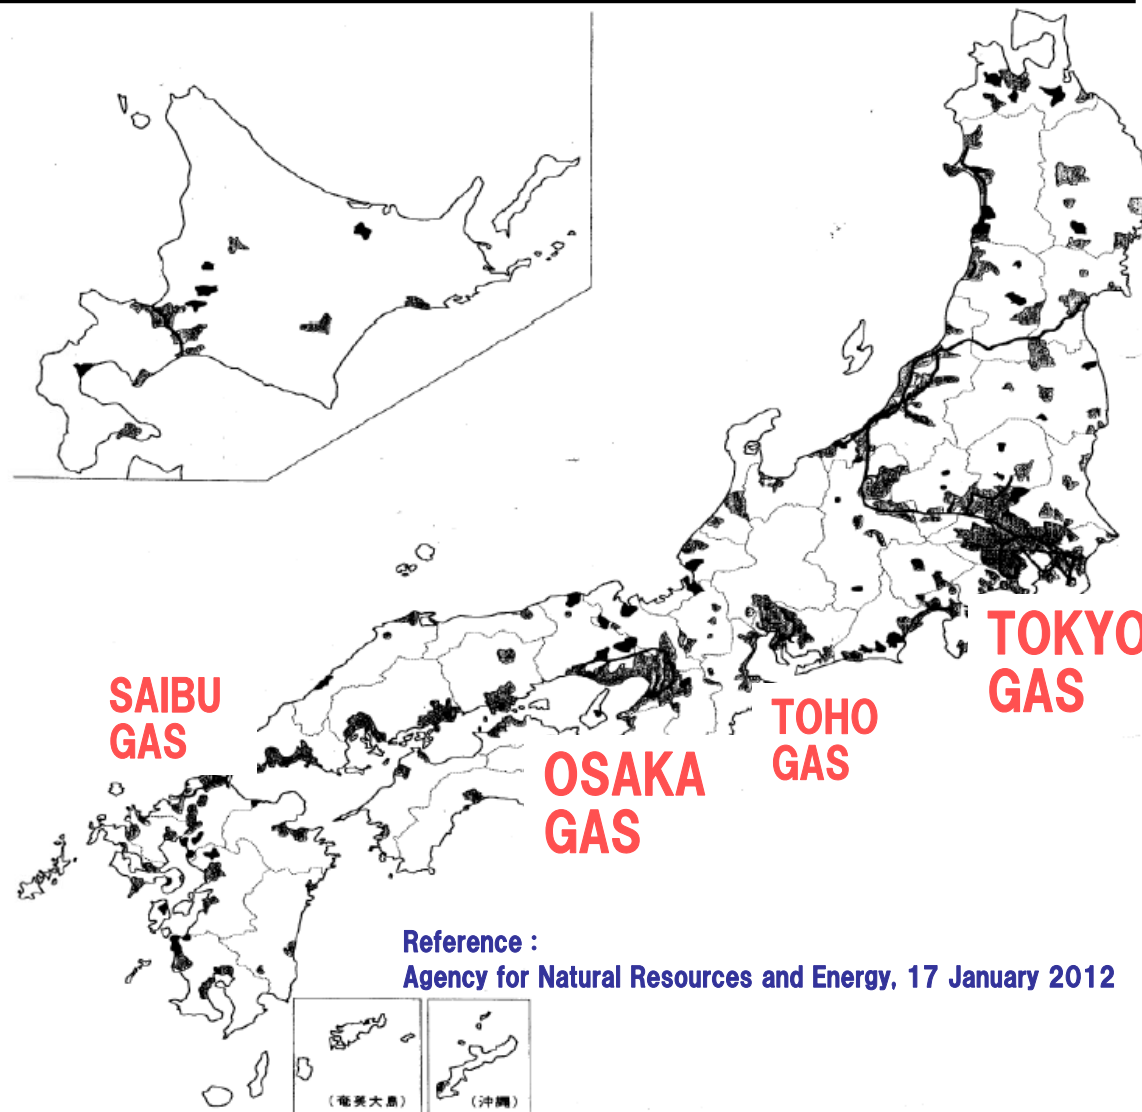 TOKYO
GAS
SAIBU
GAS
TOHO
GAS
OSAKA
GAS
Reference :
Agency for Natural Resources and Energy, 17 January 2012
(奄美大島)
(沖縄)